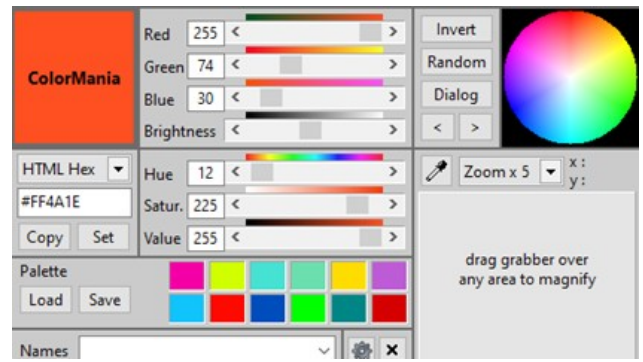 ColorMania
Red 255 < >
Green 74 < >
Blue 30 < >
Brightness < >
Invert
Random
Dialog
< >
HTML Hex
#FF4A1E
Copy Set
Hue 12 < >
Satur. 225 < >
Value 255 < >
Zoom x 5
x :
y :
drag grabber over
any area to magnify
Palette
Load Save
Names